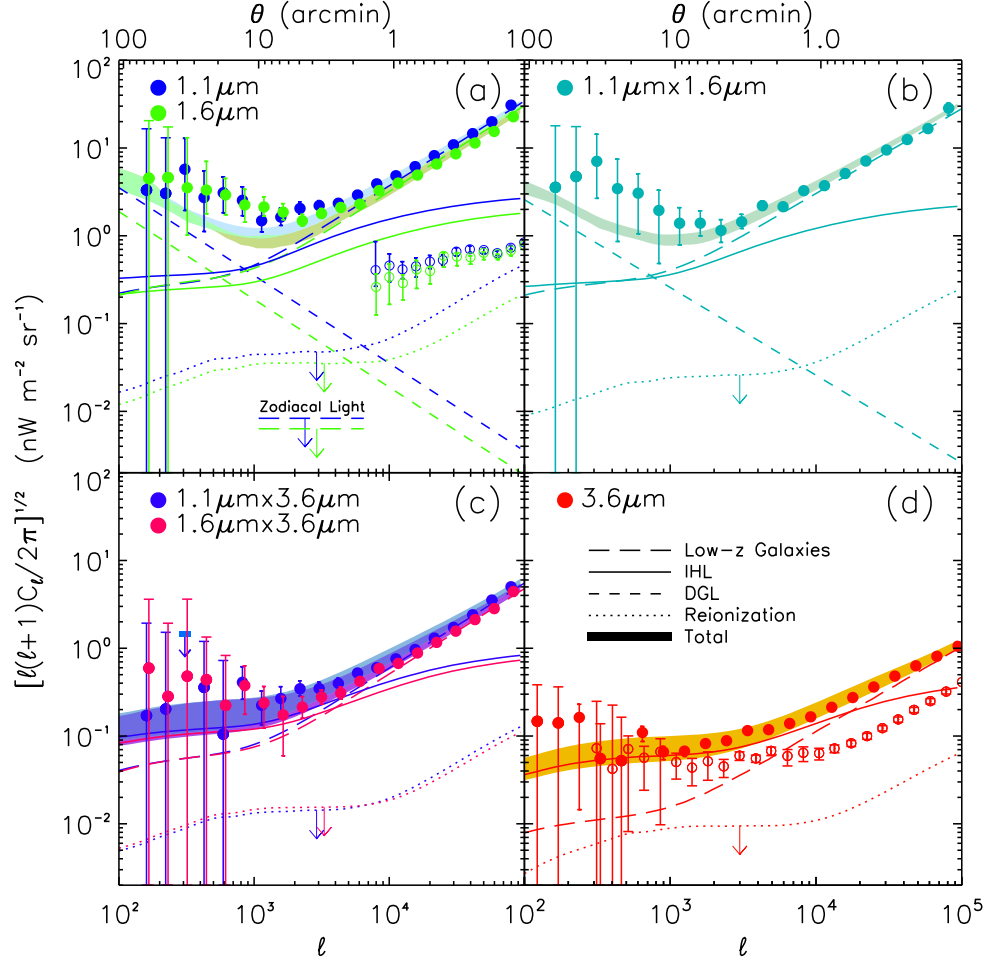 θ (arcmin) θ (arcmin)
100 10 1 100 10 1.0
10² 1.1μm (a) 1.1μmx1.6μm (b)
1.6μm
10¹
10⁰
10⁻¹
10⁻²
Zodiacal Light
[ℓ(ℓ+1)Cℓ/2π]^1/2 (nW m⁻² sr⁻¹)
10² 1.1μmx3.6μm (c) 3.6μm (d)
1.6μmx3.6μm
10¹ Low-z Galaxies
IHL
DGL
Reionization
10⁰ Total
10⁻¹
10⁻²
10² 10³ 10⁴ 10² 10³ 10⁴ 10⁵
ℓ ℓ